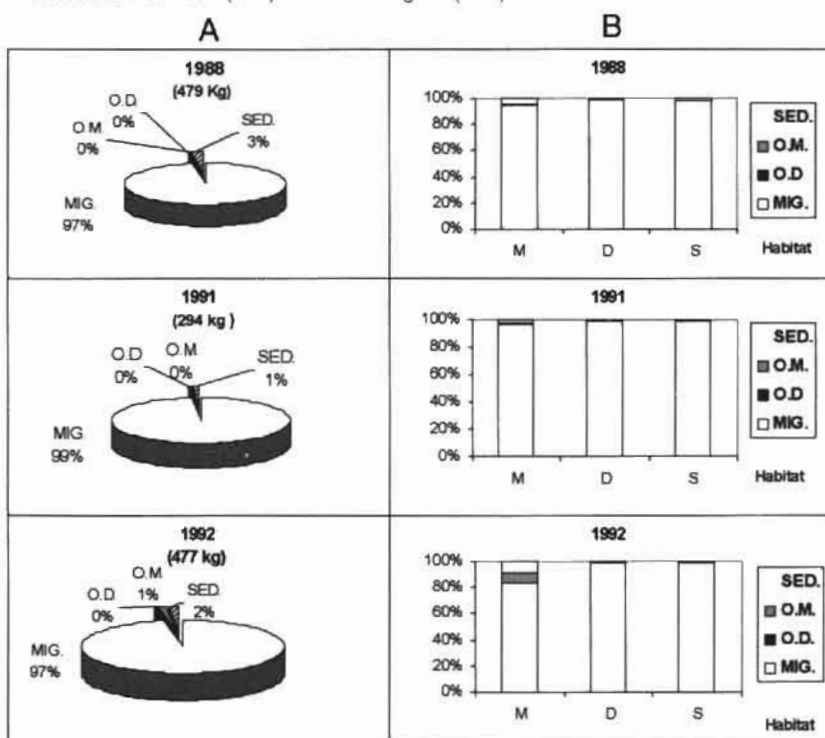 A
B
1988
(479 Kg)
O.D.
0%
O.M.
0%
SED.
3%
MIG.
97%
1988
100%
80%
60%
40%
20%
0%
M D S
SED.
O.M.
O.D
MIG.
Habitat
1991
(294 kg )
O.D
0%
O.M.
0%
SED.
1%
MIG.
99%
1991
100%
80%
60%
40%
20%
0%
M D S
SED.
O.M.
O.D
MIG.
Habitat
1992
(477 kg)
O.M.
1%
O.D.
0%
SED.
2%
MIG.
97%
1992
100%
80%
60%
40%
20%
0%
M D S
SED.
O.M.
O.D.
MIG.
Habitat